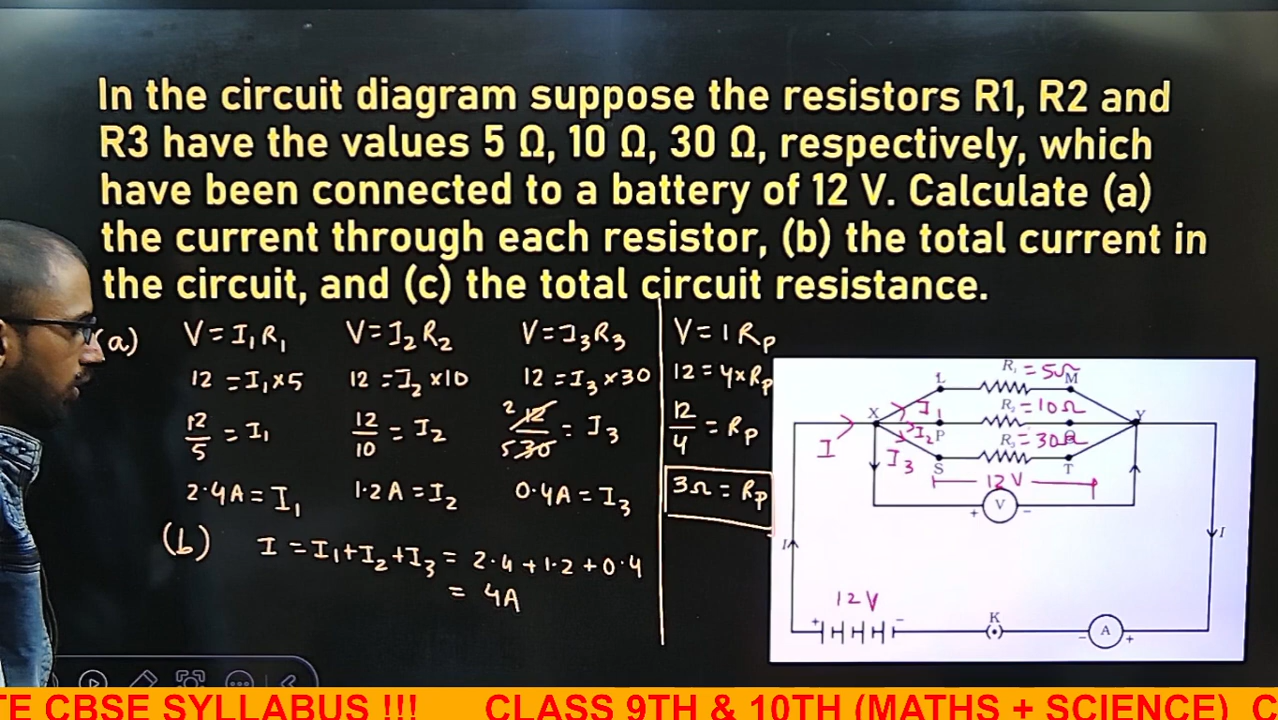 In the circuit diagram suppose the resistors R1, R2 and
R3 have the values 5 Ω, 10 Ω, 30 Ω, respectively, which
have been connected to a battery of 12 V. Calculate (a)
the current through each resistor, (b) the total current in
the circuit, and (c) the total circuit resistance.
(a)
V=I₁R₁
12 =I₁×5
12/5 = I₁
2.4A=I₁
V=I₂R₂
12 =I₂×10
12/10 = I₂
1.2A=I₂
V=I₃R₃
12 =I₃×30
2 12/5 30 = I₃
0.4A=I₃
(b) I =I₁+I₂+I₃ = 2.4+1.2+0.4
= 4A
V=I Rp
12=4×Rp
12/4 = Rp
3Ω=Rp
R₁ =5Ω
L M
R₂ =10Ω
X I₁ Y
I I₂ P
R₃ =30Ω
I₃ S T
12V
+ V −
I I
12V
+ − K − A +
TE CBSE SYLLABUS !!! CLASS 9TH & 10TH (MATHS + SCIENCE) C